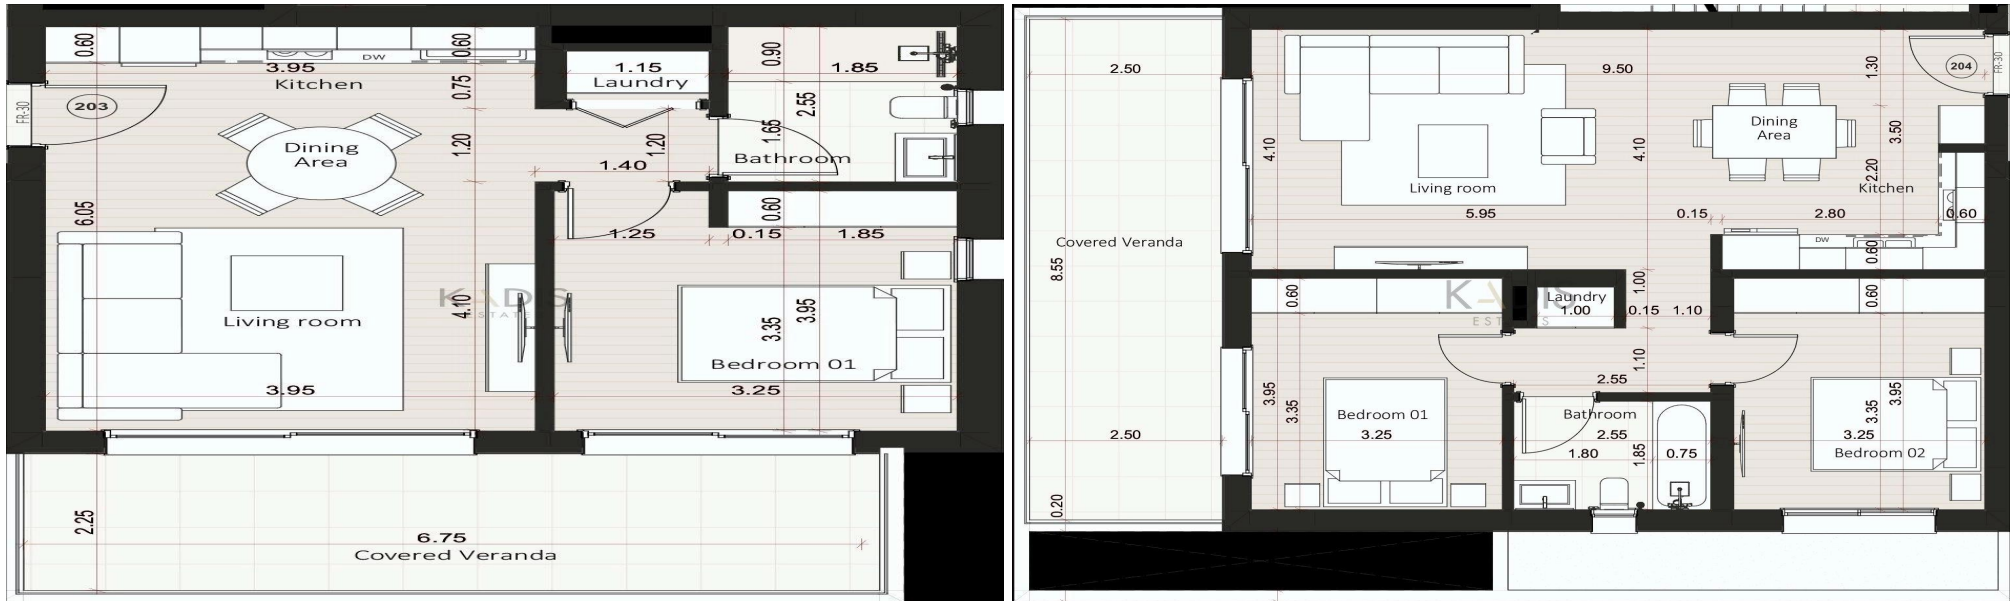 0.60
0.60
DW
3.95
Kitchen
0.75
1.15
Laundry
0.90
1.85
2.55
1.65
Bathroom
FR-30
203
Dining
Area
1.20
1.20
1.40
6.05
0.60
1.25
0.15
1.85
KADIS
ESTATES
Living room
4.10
3.35
3.95
Bedroom 01
3.95
3.25
2.25
6.75
Covered Veranda
2.50
9.50
1.30
204
FR-30
4.10
4.10
Dining
Area
3.50
2.20
Living room
Kitchen
5.95
0.15
2.80
0.60
Covered Veranda
8.55
DW
0.60
0.60
KADIS
ESTATES
Laundry
1.00
1.00
0.15
1.10
0.60
1.10
2.55
3.95
3.35
Bedroom 01
3.25
Bathroom
2.55
1.80
1.85
0.75
3.35
3.95
3.25
Bedroom 02
2.50
0.20